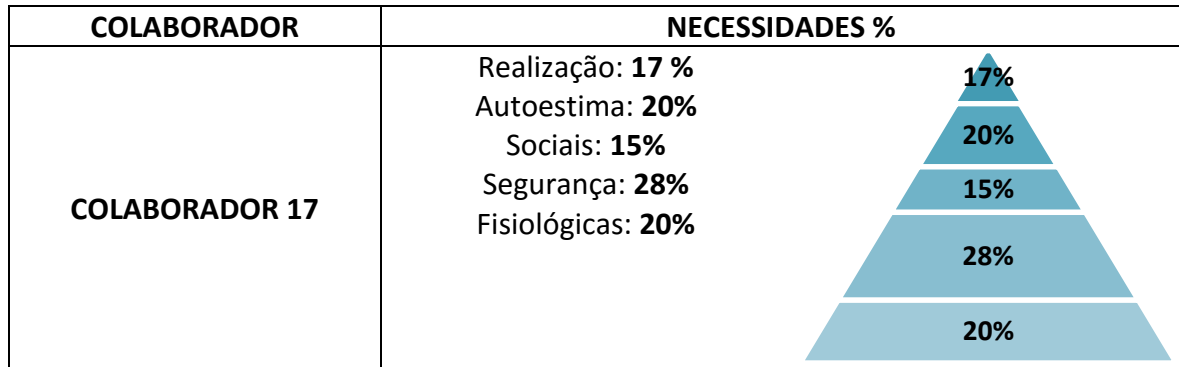 COLABORADOR
NECESSIDADES %
COLABORADOR 17
Realização: 17 %
Autoestima: 20%
Sociais: 15%
Segurança: 28%
Fisiológicas: 20%
17%
20%
15%
28%
20%